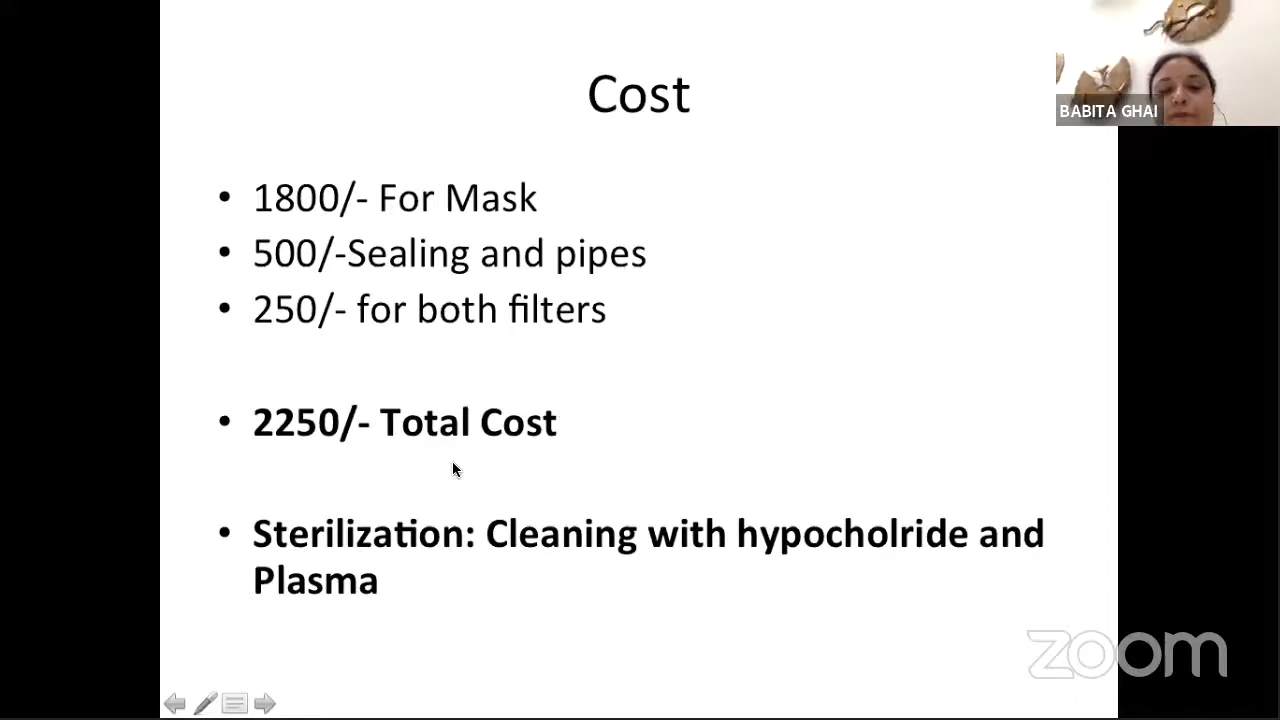 Cost
BABITA GHAI
• 1800/- For Mask
• 500/-Sealing and pipes
• 250/- for both filters
• 2250/- Total Cost
• Sterilization: Cleaning with hypocholride and
Plasma
zoom